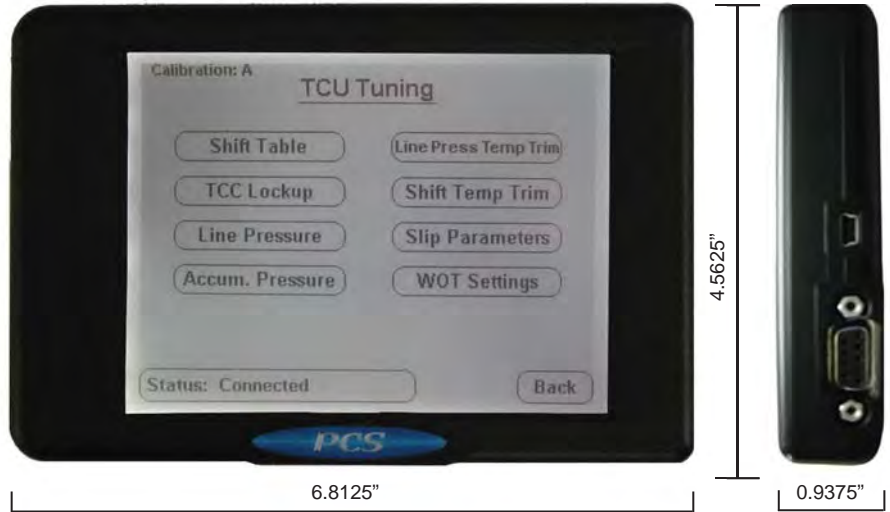 Calibration: A
TCU Tuning
Shift Table
Line Press Temp Trim
TCC Lockup
Shift Temp Trim
Line Pressure
Slip Parameters
Accum. Pressure
WOT Settings
Status: Connected
Back
PCS
4.5625”
6.8125”
0.9375”